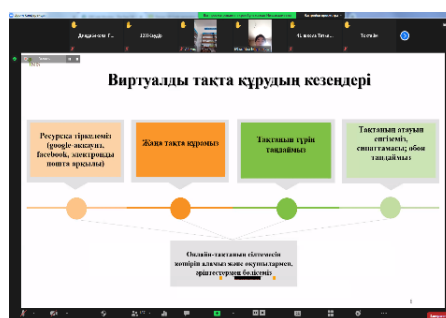 Виртуалды тақта құрудың кезеңдері
Ресурсқа тіркелеміз
(google-аккаунт,
facebook, электронды
пошта арқылы)
Жаңа тақта құрамыз
Тақтаның түрін
таңдаймыз
Тақтаның атауын
енгіземіз,
сипаттамасы; обои
таңдаймыз
Онлайн-тақтаның сілтемесін
көшіріп аламыз және оқушылармен,
әріптестермен бөлісеміз